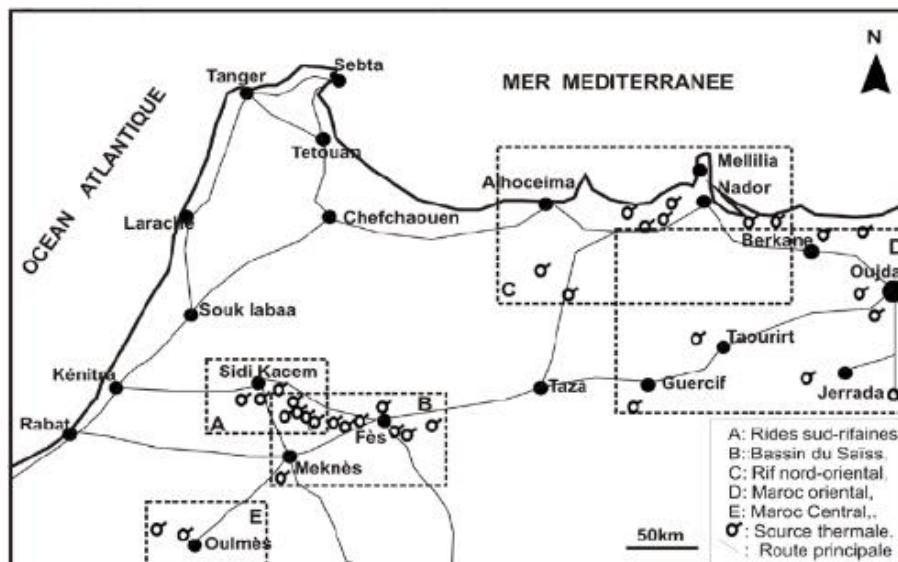 Sebta
Tanger
N
MER MEDITERRANEE
OCEAN ATLANTIQUE
Tetouan
Mellilia
Alhoceima
Nador
Larache
Chefchaouen
Berkane
D
Oujda
C
Souk labaa
Taourirt
Sidi Kacem
Kénitra
Taza
Guercif
Jerrada
A
B
Rabat
Fès
Meknès
E
Oulmès
50km
A: Rides sud-rifaines
B: Bassin du Saïss,
C: Rif nord-oriental,
D: Maroc oriental,
E: Maroc Central,.
: Source thermale.
: Route principale